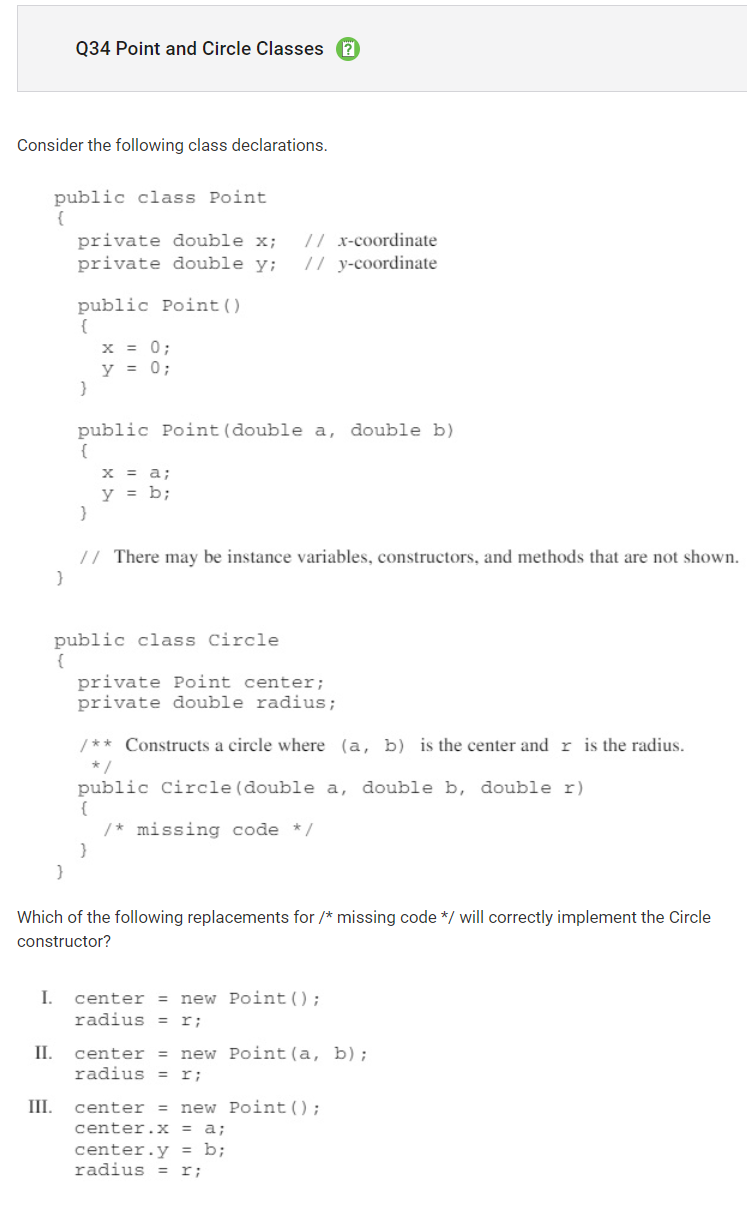 Q34 Point and Circle Classes ?
Consider the following class declarations.
public class Point
{
private double x; // x-coordinate
private double y; // y-coordinate
public Point()
{
x = 0;
y = 0;
}
public Point(double a, double b)
{
x = a;
y = b;
}
// There may be instance variables, constructors, and methods that are not shown.
}
public class Circle
{
private Point center;
private double radius;
/** Constructs a circle where (a, b) is the center and r is the radius.
*/
public Circle(double a, double b, double r)
{
/* missing code */
}
}
Which of the following replacements for /* missing code */ will correctly implement the Circle
constructor?
I. center = new Point();
radius = r;
II. center = new Point(a, b);
radius = r;
III. center = new Point();
center.x = a;
center.y = b;
radius = r;